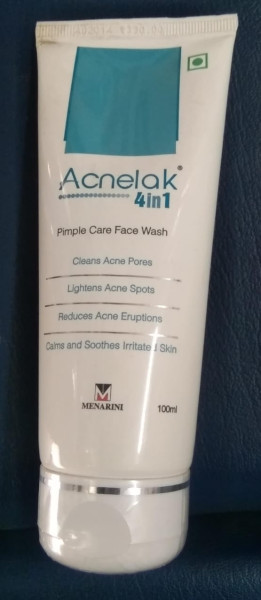 Acnelak®
4in1
Pimple Care Face Wash
Cleans Acne Pores
Lightens Acne Spots
Reduces Acne Eruptions
Calms and Soothes Irritated Skin
MENARINI
100ml